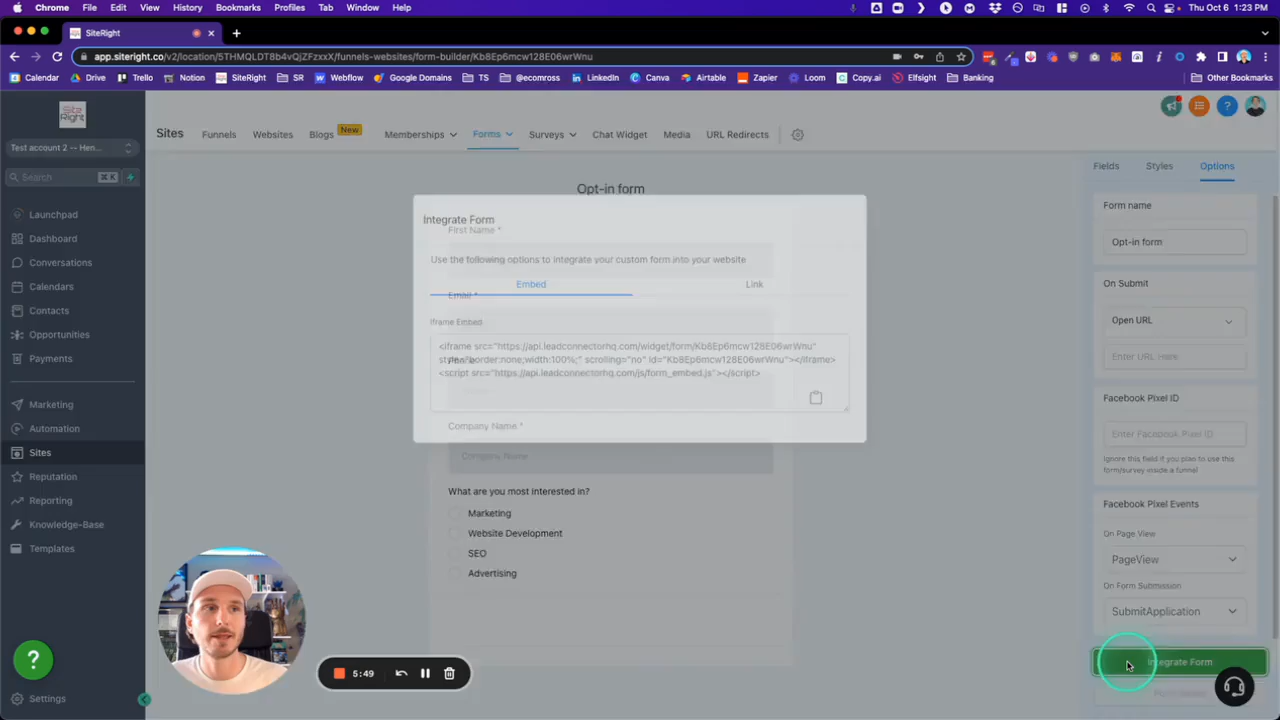 Chrome File Edit View History Bookmarks Profiles Tab Window Help Thu Oct 6 1:23 PM
SiteRight
app.siteright.co/v2/location/5THMQLDT8b4vQjZFzxxX/funnels-websites/form-builder/Kb8Ep6mcw128E06wrWnu
Calendar Drive Trello Notion SiteRight SR Webflow Google Domains TS @ecomross LinkedIn Canva Airtable Zapier Loom Copy.ai Elfsight Banking Other Bookmarks
Site
Right
Test account 2 -- Hen...
Search ⌘K
Launchpad
Dashboard
Conversations
Calendars
Contacts
Opportunities
Payments
Marketing
Automation
Sites
Reputation
Reporting
Knowledge-Base
Templates
Settings
Sites Funnels Websites Blogs New Memberships Forms Surveys Chat Widget Media URL Redirects
Opt-in form
Integrate Form
First Name *
Use the following options to integrate your custom form into your website
Embed Link
Email *
Iframe Embed
<iframe src="https://api.leadconnectorhq.com/widget/form/Kb8Ep6mcw128E06wrWnu"
style="border:none;width:100%;" scrolling="no" id="Kb8Ep6mcw128E06wrWnu"></iframe>
<script src="https://api.leadconnectorhq.com/js/form_embed.js"></script>
Company Name *
Company Name
What are you most interested in?
Marketing
Website Development
SEO
Advertising
5:49
Fields Styles Options
Form name
Opt-in form
On Submit
Open URL
Enter URL Here
Facebook Pixel ID
Enter Facebook Pixel ID
Ignore this field if you plan to use this
form/survey inside a funnel
Facebook Pixel Events
On Page View
PageView
On Form Submission
SubmitApplication
Integrate Form